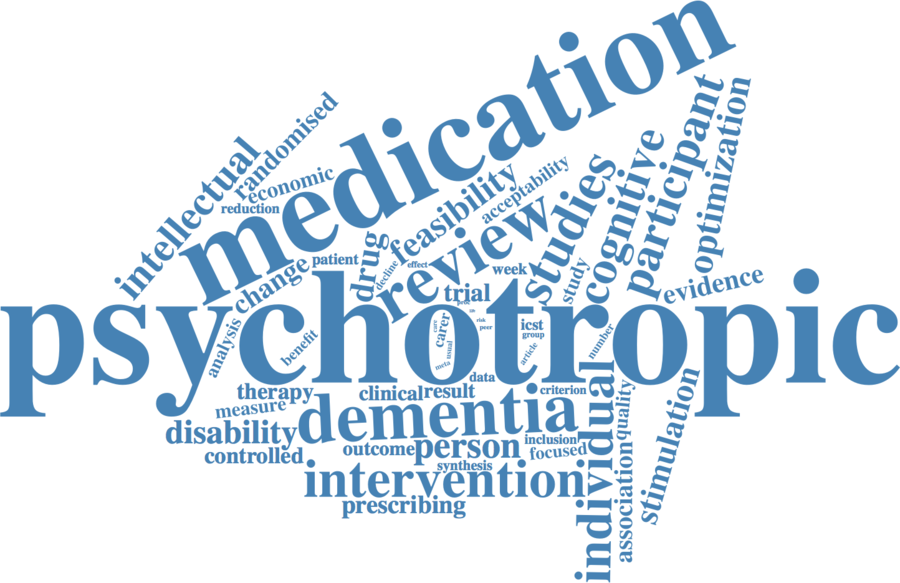 medication
randomised
intellectual
economic
reduction
participant
optimization
cognitive
studies
acceptability
feasibility
review
drug
patient
change
decline
effect
week
study
evidence
trial
psychotropic
analysis
benefit
carer
care
usual
meta
risk
peer
icst
group
article
number
data
therapy
measure
clinical
result
criterion
dementia
individual
quality
stimulation
disability
controlled
outcome
person
inclusion
focused
synthesis
intervention
prescribing
association